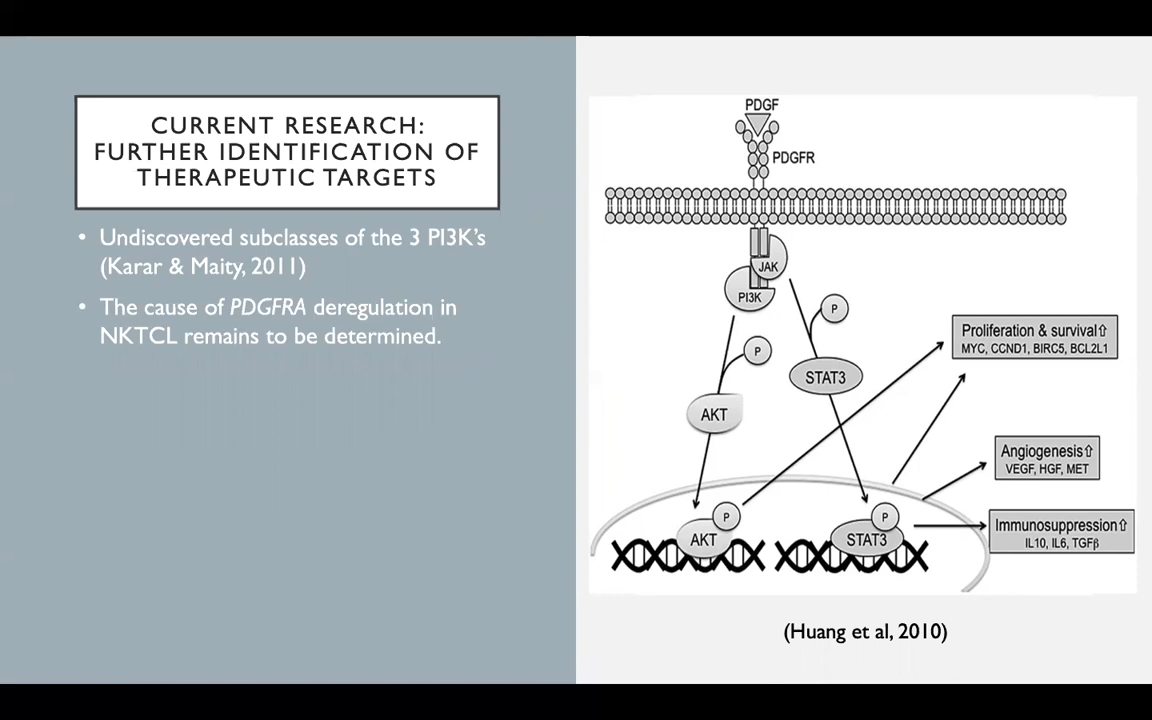 CURRENT RESEARCH:
FURTHER IDENTIFICATION OF
THERAPEUTIC TARGETS
• Undiscovered subclasses of the 3 PI3K's
(Karar & Maity, 2011)
• The cause of PDGFRA deregulation in
NKTCL remains to be determined.
PDGF
PDGFR
JAK
PI3K
P
P
STAT3
AKT
Proliferation & survival⇧
MYC, CCND1, BIRC5, BCL2L1
Angiogenesis⇧
VEGF, HGF, MET
P
AKT
P
STAT3
Immunosuppression⇧
IL10, IL6, TGFβ
(Huang et al, 2010)